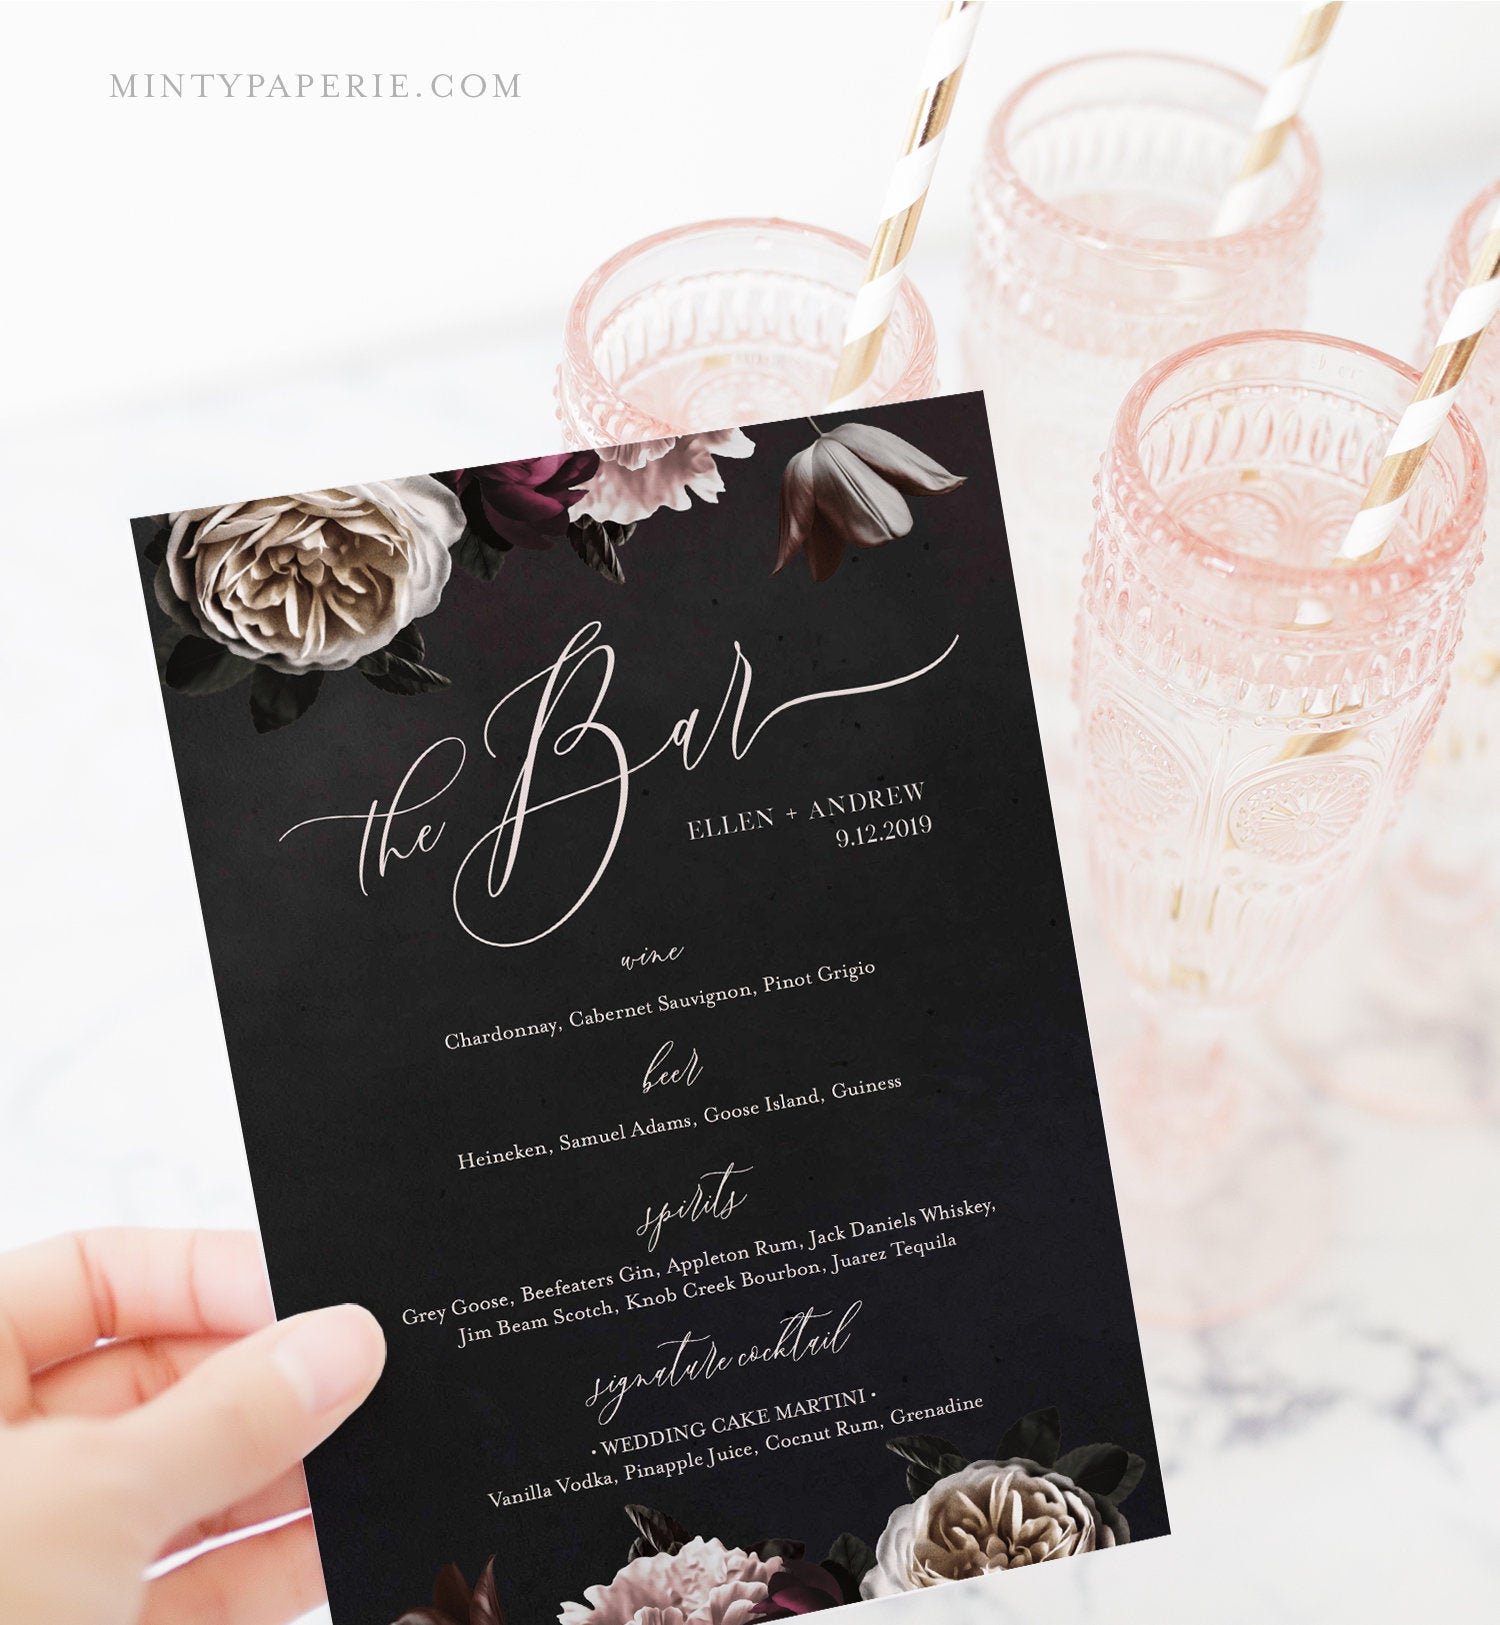 MINTYPAPERIE.COM
the Bar
ELLEN + ANDREW
9.12.2019
wine
Chardonnay, Cabernet Sauvignon, Pinot Grigio
beer
Heineken, Samuel Adams, Goose Island, Guiness
spirits
Grey Goose, Beefeaters Gin, Appleton Rum, Jack Daniels Whiskey,
Jim Beam Scotch, Knob Creek Bourbon, Juarez Tequila
signature cocktail
• WEDDING CAKE MARTINI •
Vanilla Vodka, Pinapple Juice, Cocnut Rum, Grenadine